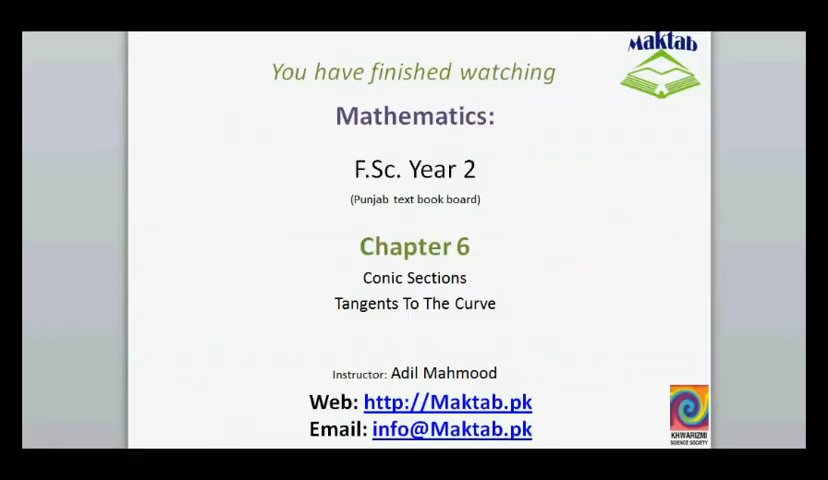 Maktab
You have finished watching
Mathematics:
F.Sc. Year 2
(Punjab text book board)
Chapter 6
Conic Sections
Tangents To The Curve
Instructor: Adil Mahmood
Web: http://Maktab.pk
Email: info@Maktab.pk
KHWARIZMI
SCIENCE SOCIETY